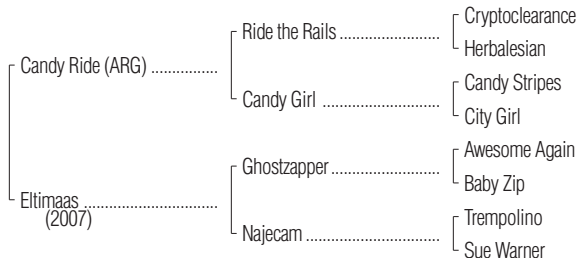 Cryptoclearance
Ride the Rails
Herbalesian
Candy Ride (ARG)
Candy Stripes
Candy Girl
City Girl
Awesome Again
Ghostzapper
Baby Zip
Eltimaas
(2007)
Trempolino
Najecam
Sue Warner